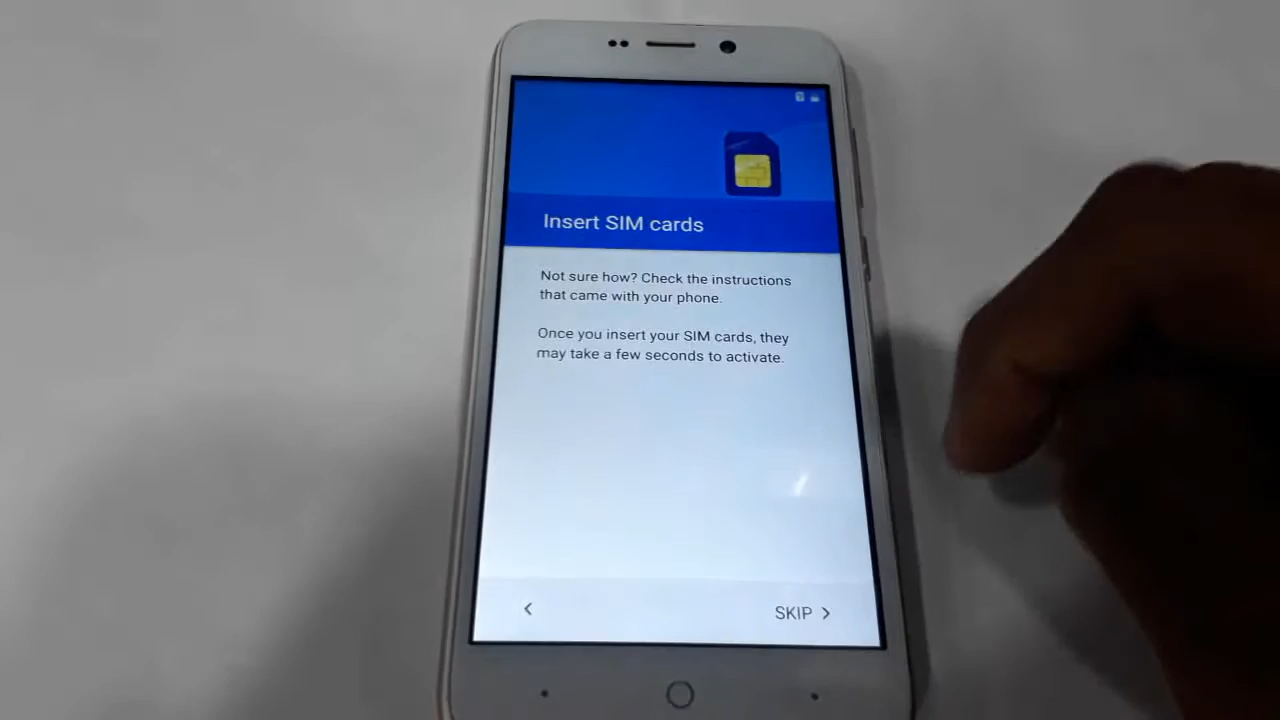 Insert SIM cards
Not sure how? Check the instructions
that came with your phone.
Once you insert your SIM cards, they
may take a few seconds to activate.
SKIP